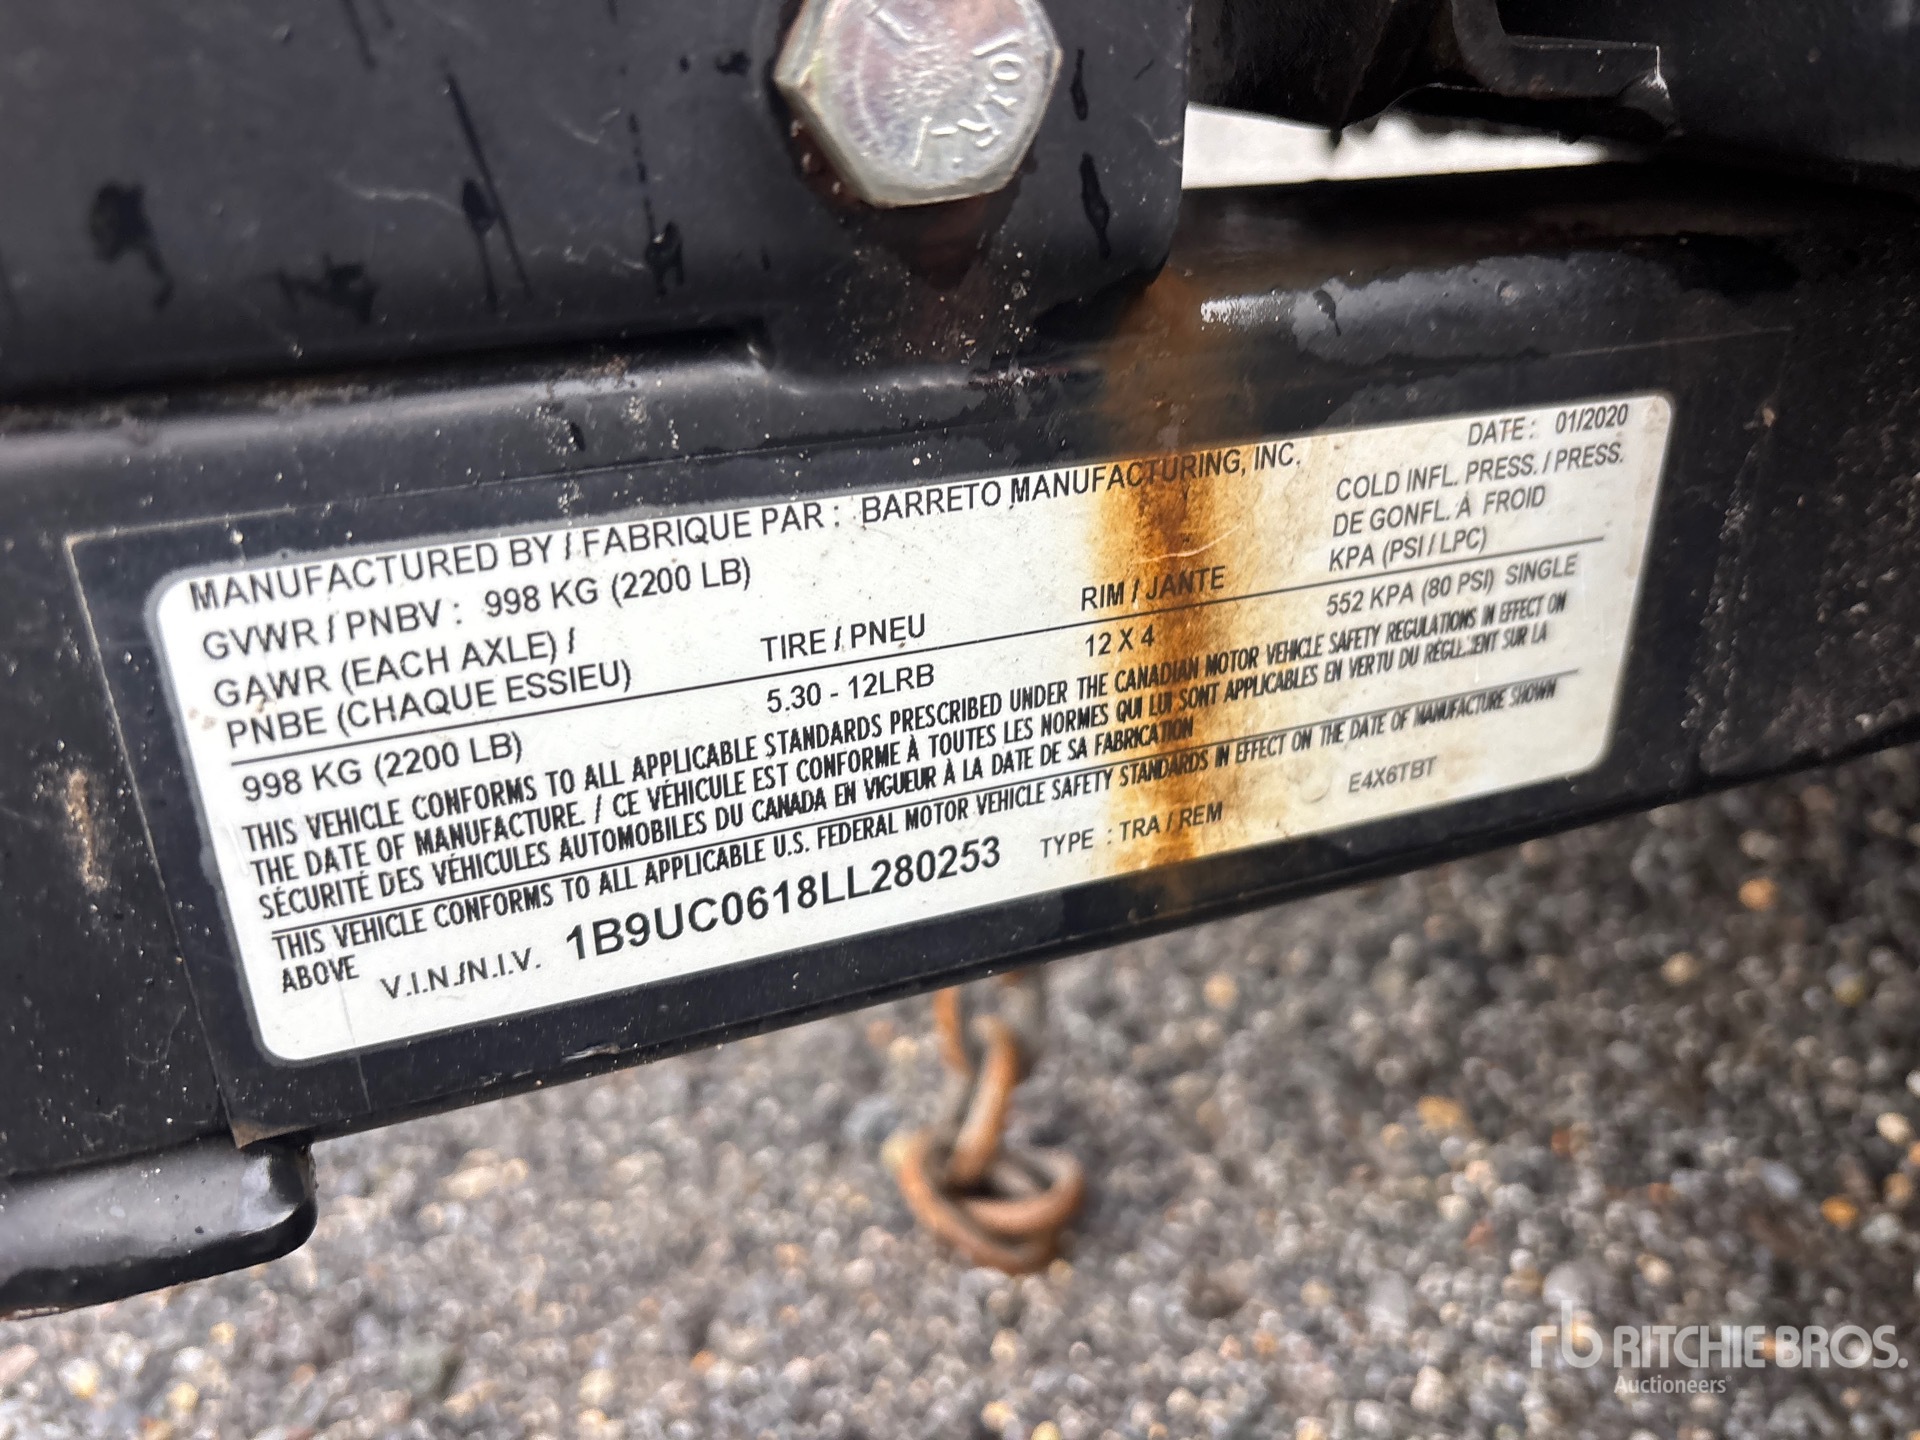 MANUFACTURED BY / FABRIQUE PAR : BARRETO MANUFACTURING, INC.
DATE: 01/2020
GVWR / PNBV : 998 KG (2200 LB)
COLD INFL. PRESS. / PRESS.
DE GONFL. À FROID
KPA (PSI / LPC)
GAWR (EACH AXLE) /
PNBE (CHAQUE ESSIEU)
TIRE / PNEU
RIM / JANTE
998 KG (2200 LB)
5.30 - 12LRB
12 X 4
552 KPA (80 PSI) SINGLE
THIS VEHICLE CONFORMS TO ALL APPLICABLE STANDARDS PRESCRIBED UNDER THE CANADIAN MOTOR VEHICLE SAFETY REGULATIONS IN EFFECT ON
THE DATE OF MANUFACTURE. / CE VÉHICULE EST CONFORME À TOUTES LES NORMES QUI LUI SONT APPLICABLES EN VERTU DU RÈGLEMENT SUR LA
SÉCURITÉ DES VÉHICULES AUTOMOBILES DU CANADA EN VIGUEUR À LA DATE DE SA FABRICATION
THIS VEHICLE CONFORMS TO ALL APPLICABLE U.S. FEDERAL MOTOR VEHICLE SAFETY STANDARDS IN EFFECT ON THE DATE OF MANUFACTURE SHOWN
ABOVE
V.I.N./N.I.V. 1B9UC0618LL280253 TYPE : TRA / REM E4X6TBT
rb RITCHIE BROS.
Auctioneers